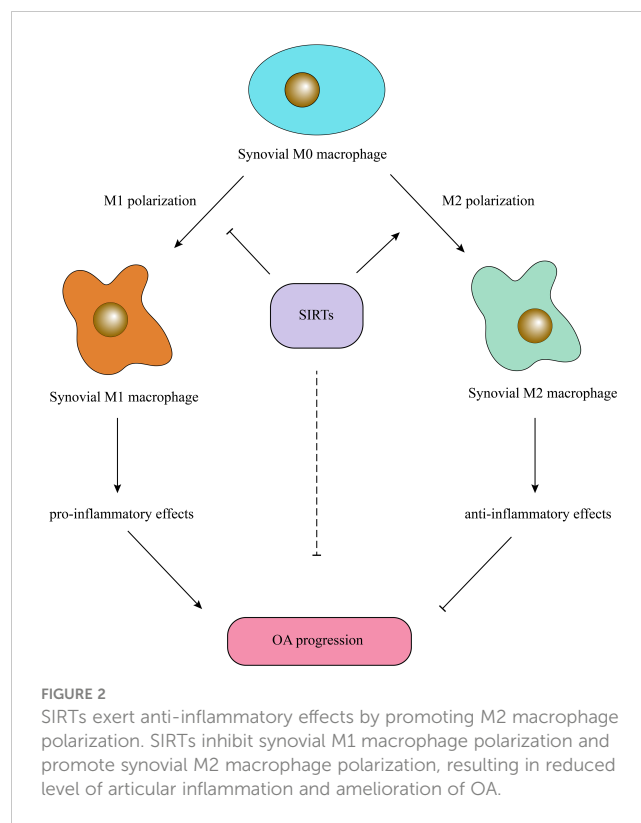 Synovial M0 macrophage
M1 polarization
M2 polarization
SIRTs
Synovial M1 macrophage
Synovial M2 macrophage
pro-inflammatory effects
anti-inflammatory effects
OA progression
FIGURE 2
SIRTs exert anti-inflammatory effects by promoting M2 macrophage
polarization. SIRTs inhibit synovial M1 macrophage polarization and
promote synovial M2 macrophage polarization, resulting in reduced
level of articular inflammation and amelioration of OA.